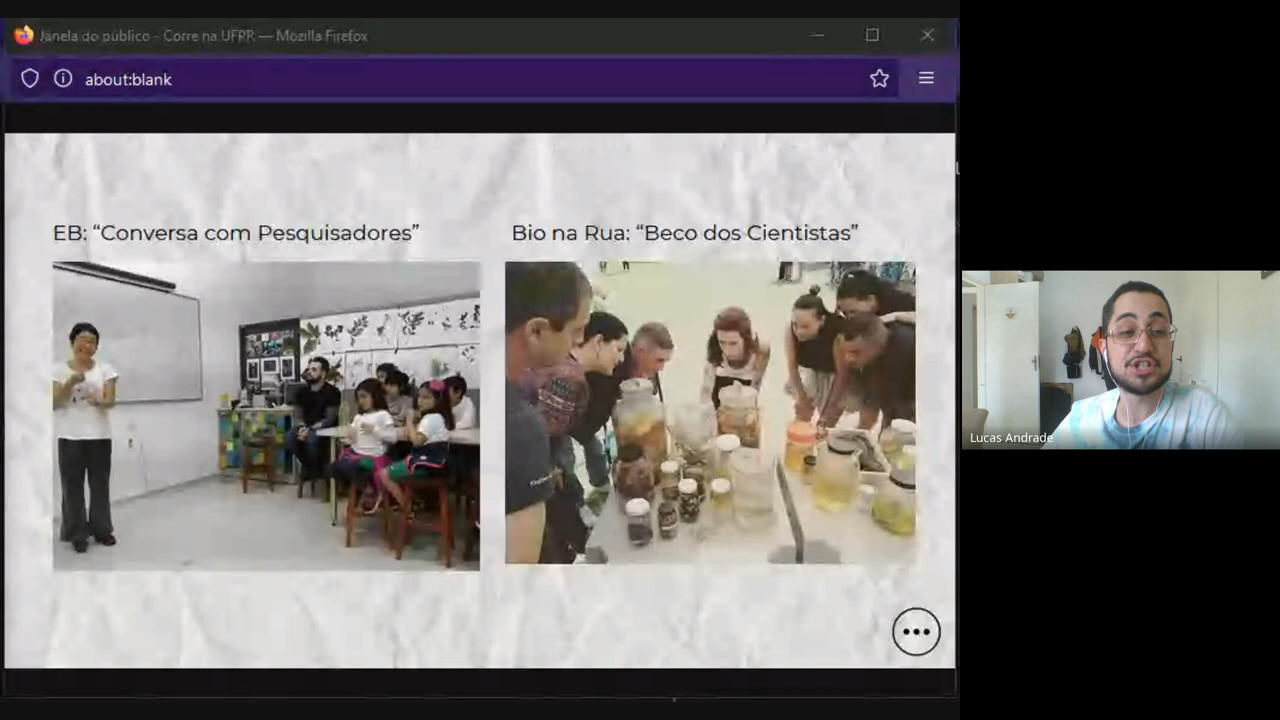 Janela do público - Corre na UFPR — Mozilla Firefox
about:blank
EB: “Conversa com Pesquisadores”
Bio na Rua: “Beco dos Cientistas”
Lucas Andrade